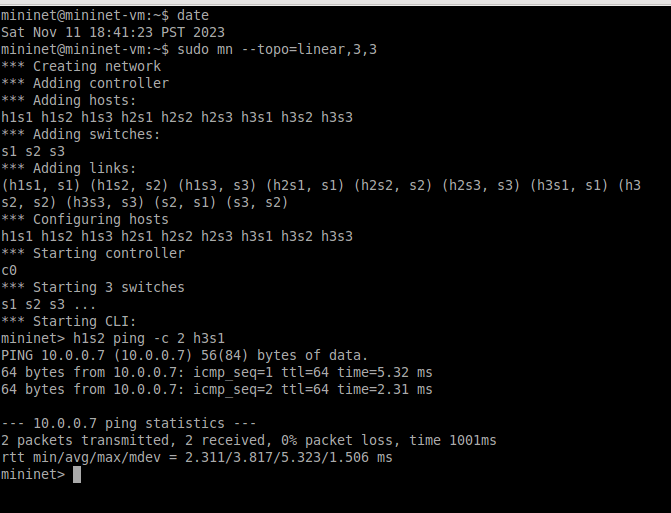 mininet@mininet-vm:~$ date
Sat Nov 11 18:41:23 PST 2023
mininet@mininet-vm:~$ sudo mn --topo=linear,3,3
*** Creating network
*** Adding controller
*** Adding hosts:
h1s1 h1s2 h1s3 h2s1 h2s2 h2s3 h3s1 h3s2 h3s3
*** Adding switches:
s1 s2 s3
*** Adding links:
(h1s1, s1) (h1s2, s2) (h1s3, s3) (h2s1, s1) (h2s2, s2) (h2s3, s3) (h3s1, s1) (h3
s2, s2) (h3s3, s3) (s2, s1) (s3, s2)
*** Configuring hosts
h1s1 h1s2 h1s3 h2s1 h2s2 h2s3 h3s1 h3s2 h3s3
*** Starting controller
c0
*** Starting 3 switches
s1 s2 s3 ...
*** Starting CLI:
mininet> h1s2 ping -c 2 h3s1
PING 10.0.0.7 (10.0.0.7) 56(84) bytes of data.
64 bytes from 10.0.0.7: icmp_seq=1 ttl=64 time=5.32 ms
64 bytes from 10.0.0.7: icmp_seq=2 ttl=64 time=2.31 ms

--- 10.0.0.7 ping statistics ---
2 packets transmitted, 2 received, 0% packet loss, time 1001ms
rtt min/avg/max/mdev = 2.311/3.817/5.323/1.506 ms
mininet>